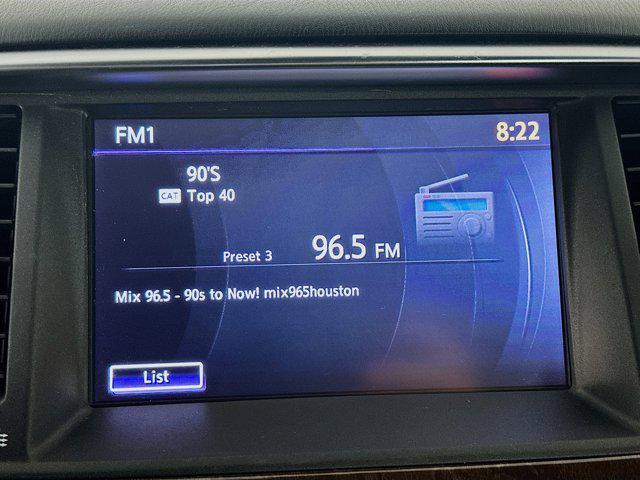 FM1 8:22
90'S
CAT Top 40
Preset 3 96.5 FM
Mix 96.5 - 90s to Now! mix965houston
List